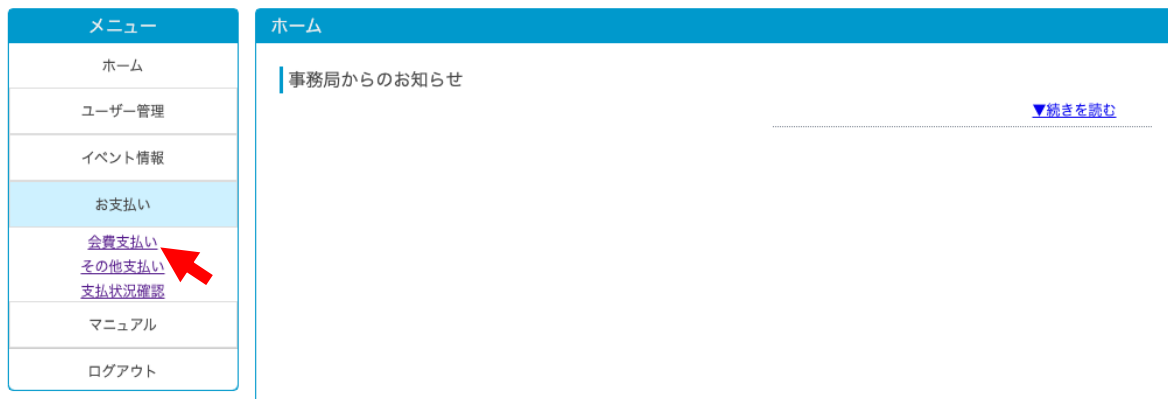 メニュー
ホーム
ユーザー管理
イベント情報
お支払い
会費支払い
その他支払い
支払状況確認
マニュアル
ログアウト
ホーム
事務局からのお知らせ
▼続きを読む